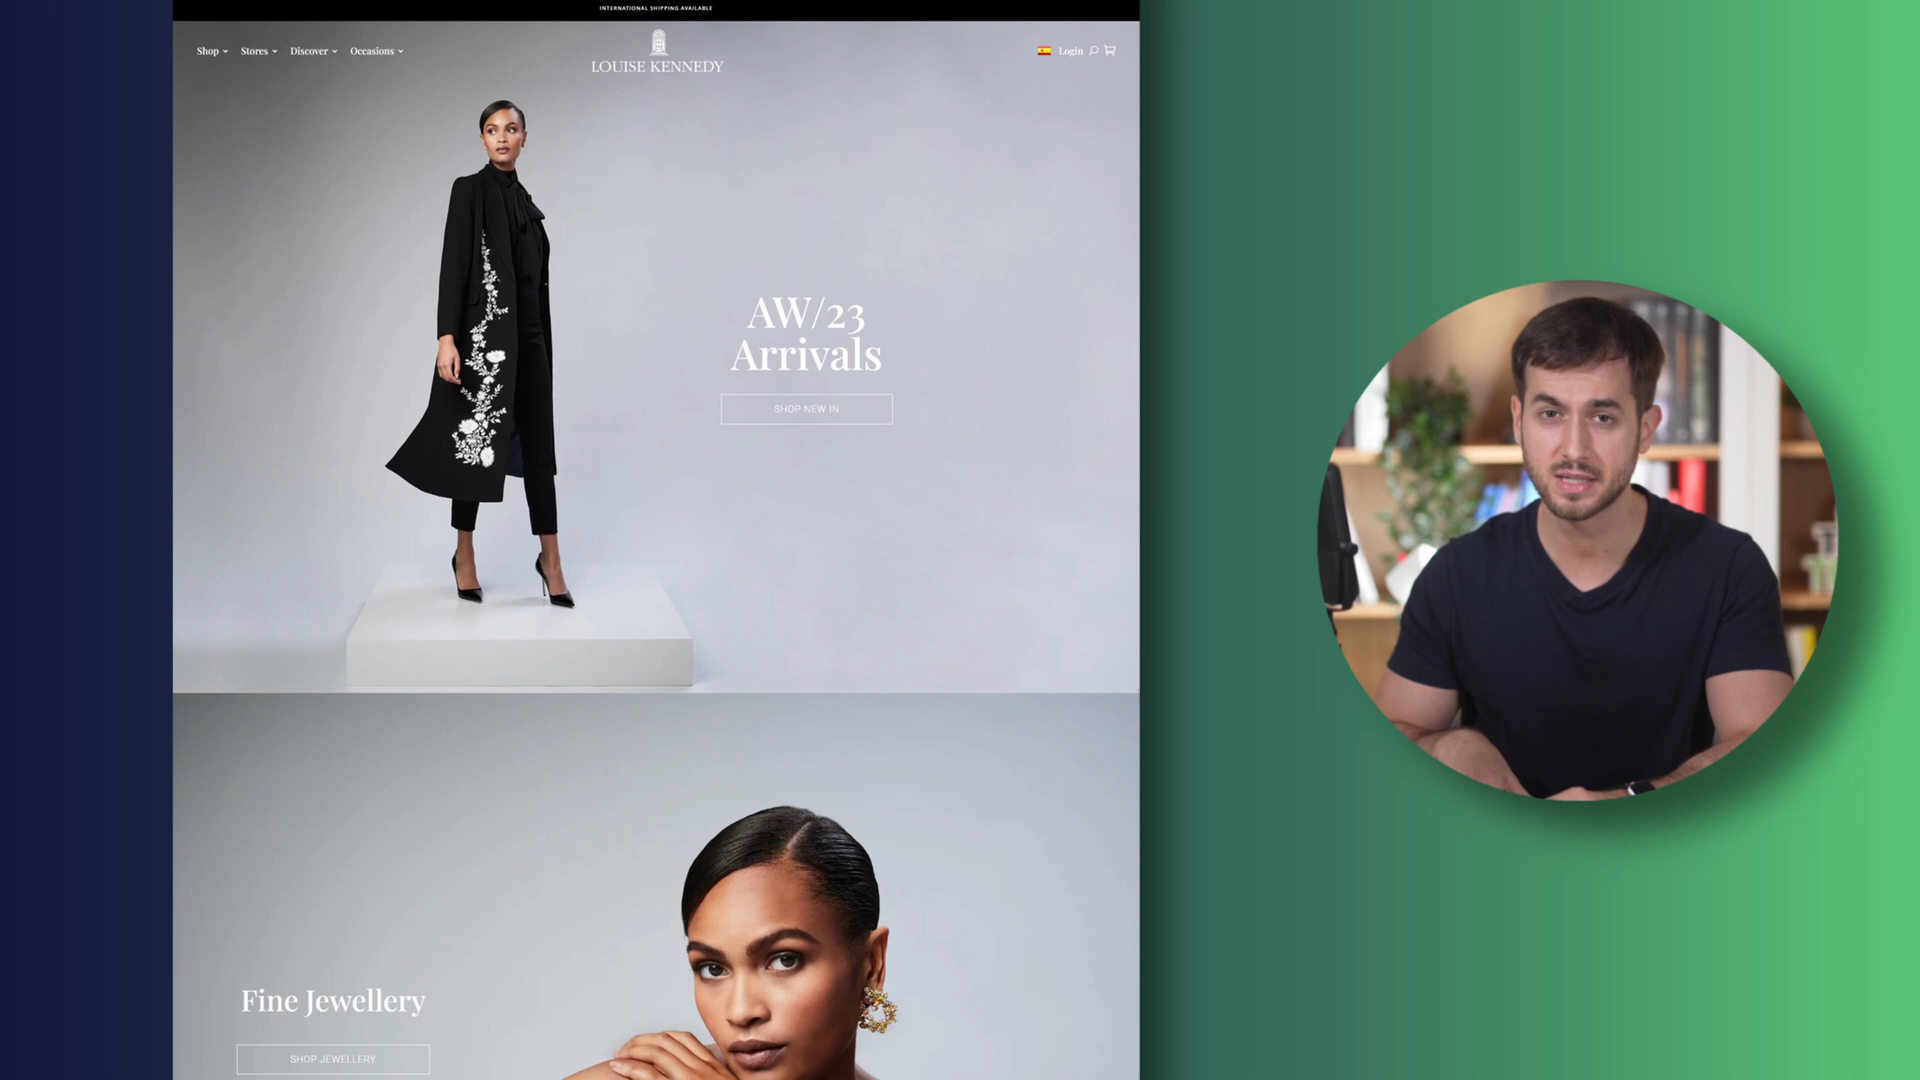 INTERNATIONAL SHIPPING AVAILABLE
Shop Stores Discover Occasions
LOUISE KENNEDY
Login
AW/23
Arrivals
SHOP NEW IN
Fine Jewellery
SHOP JEWELLERY